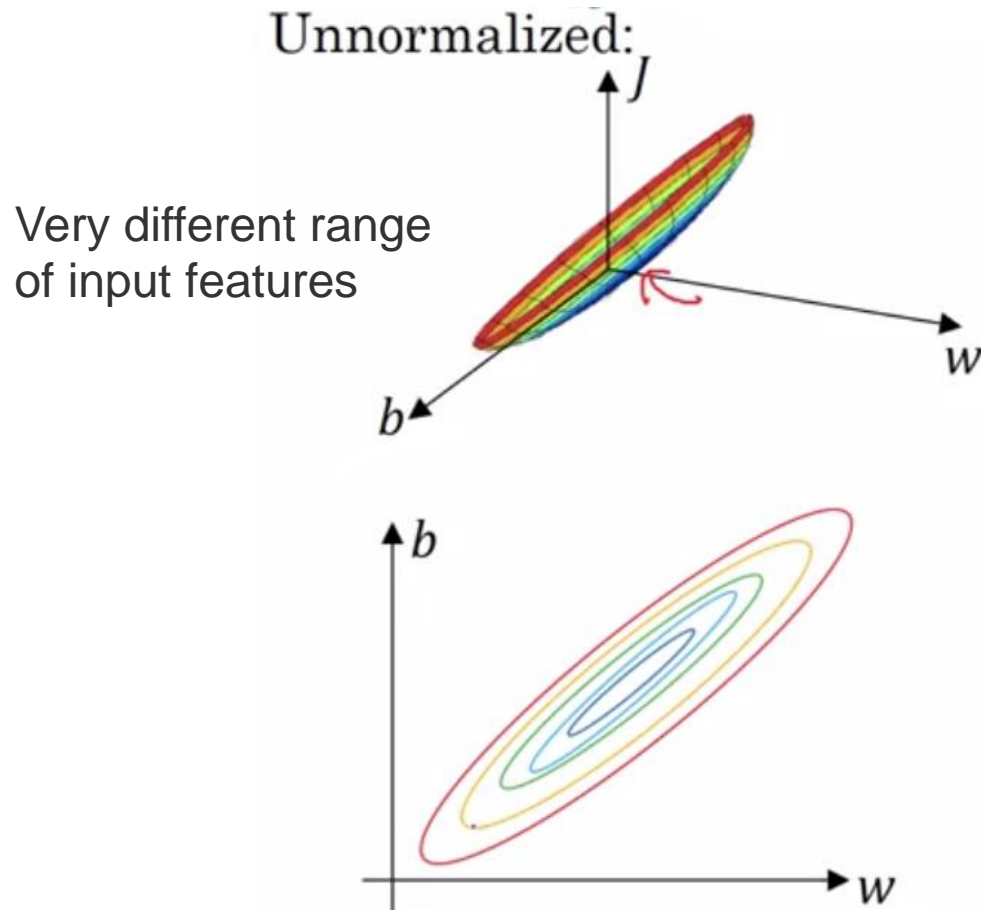 Unnormalized:
J
Very different range
of input features
w
b
b
w